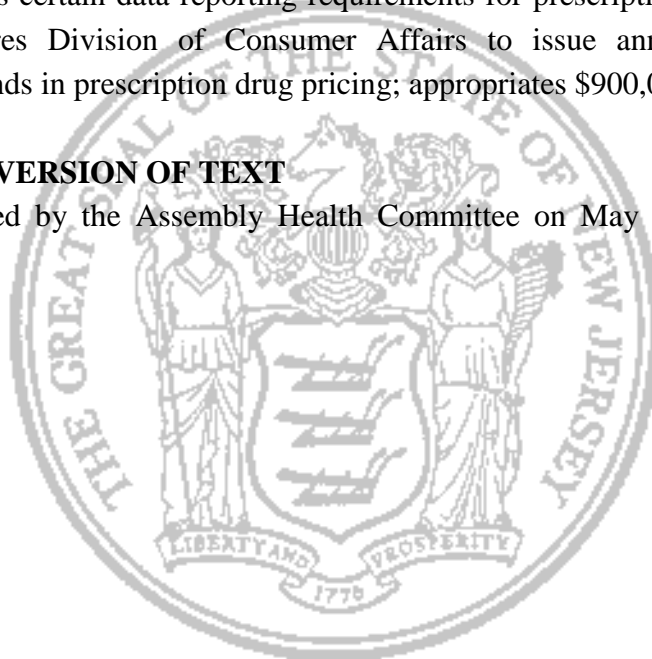 s certain data reporting requirements for prescripti
res Division of Consumer Affairs to issue ann
nds in prescription drug pricing; appropriates $900,0
VERSION OF TEXT
ed by the Assembly Health Committee on May
THE GREAT SEAL OF THE STATE OF NEW JERSEY
LIBERTY AND PROSPERITY
1776